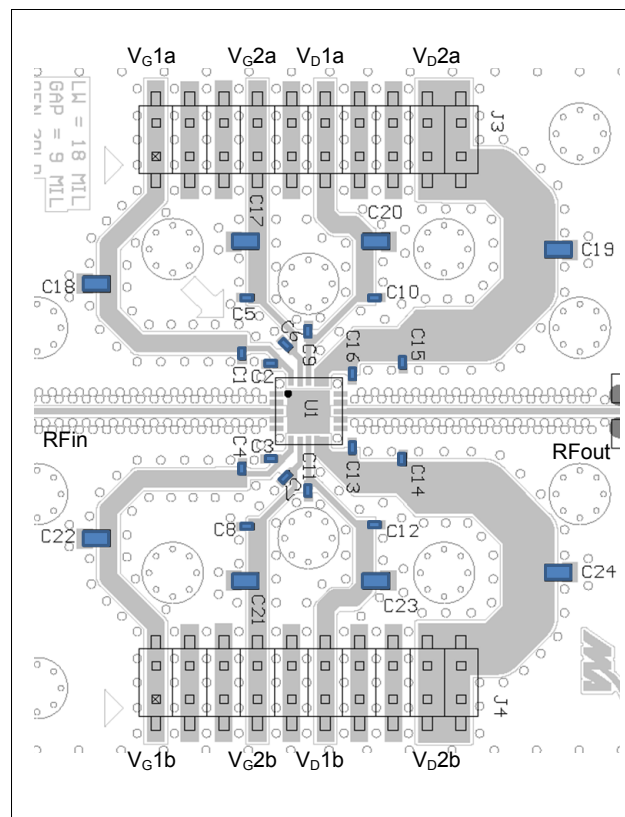 VG1a VG2a VD1a VD2a
LW = 18 MIL
GAP = 9 MIL
J3
C17
C20
C19
C18
C5
C10
C6
C9
C16
C15
C1
C2
U1
RFin
RFout
C3
C4
C7
C11
C13
C14
C8
C12
C22
C24
C21
C23
J4
VG1b VG2b VD1b VD2b